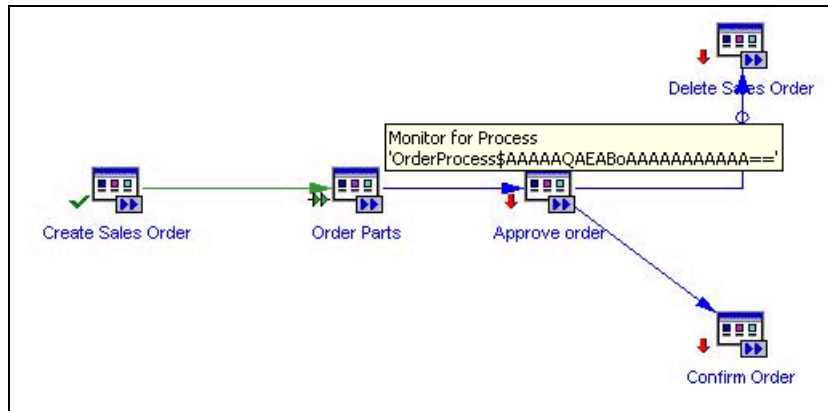 Delete Sales Order
Monitor for Process
'OrderProcess$AAAAAQAEABoAAAAAAAAAAA=='
Create Sales Order
Order Parts
Approve order
Confirm Order